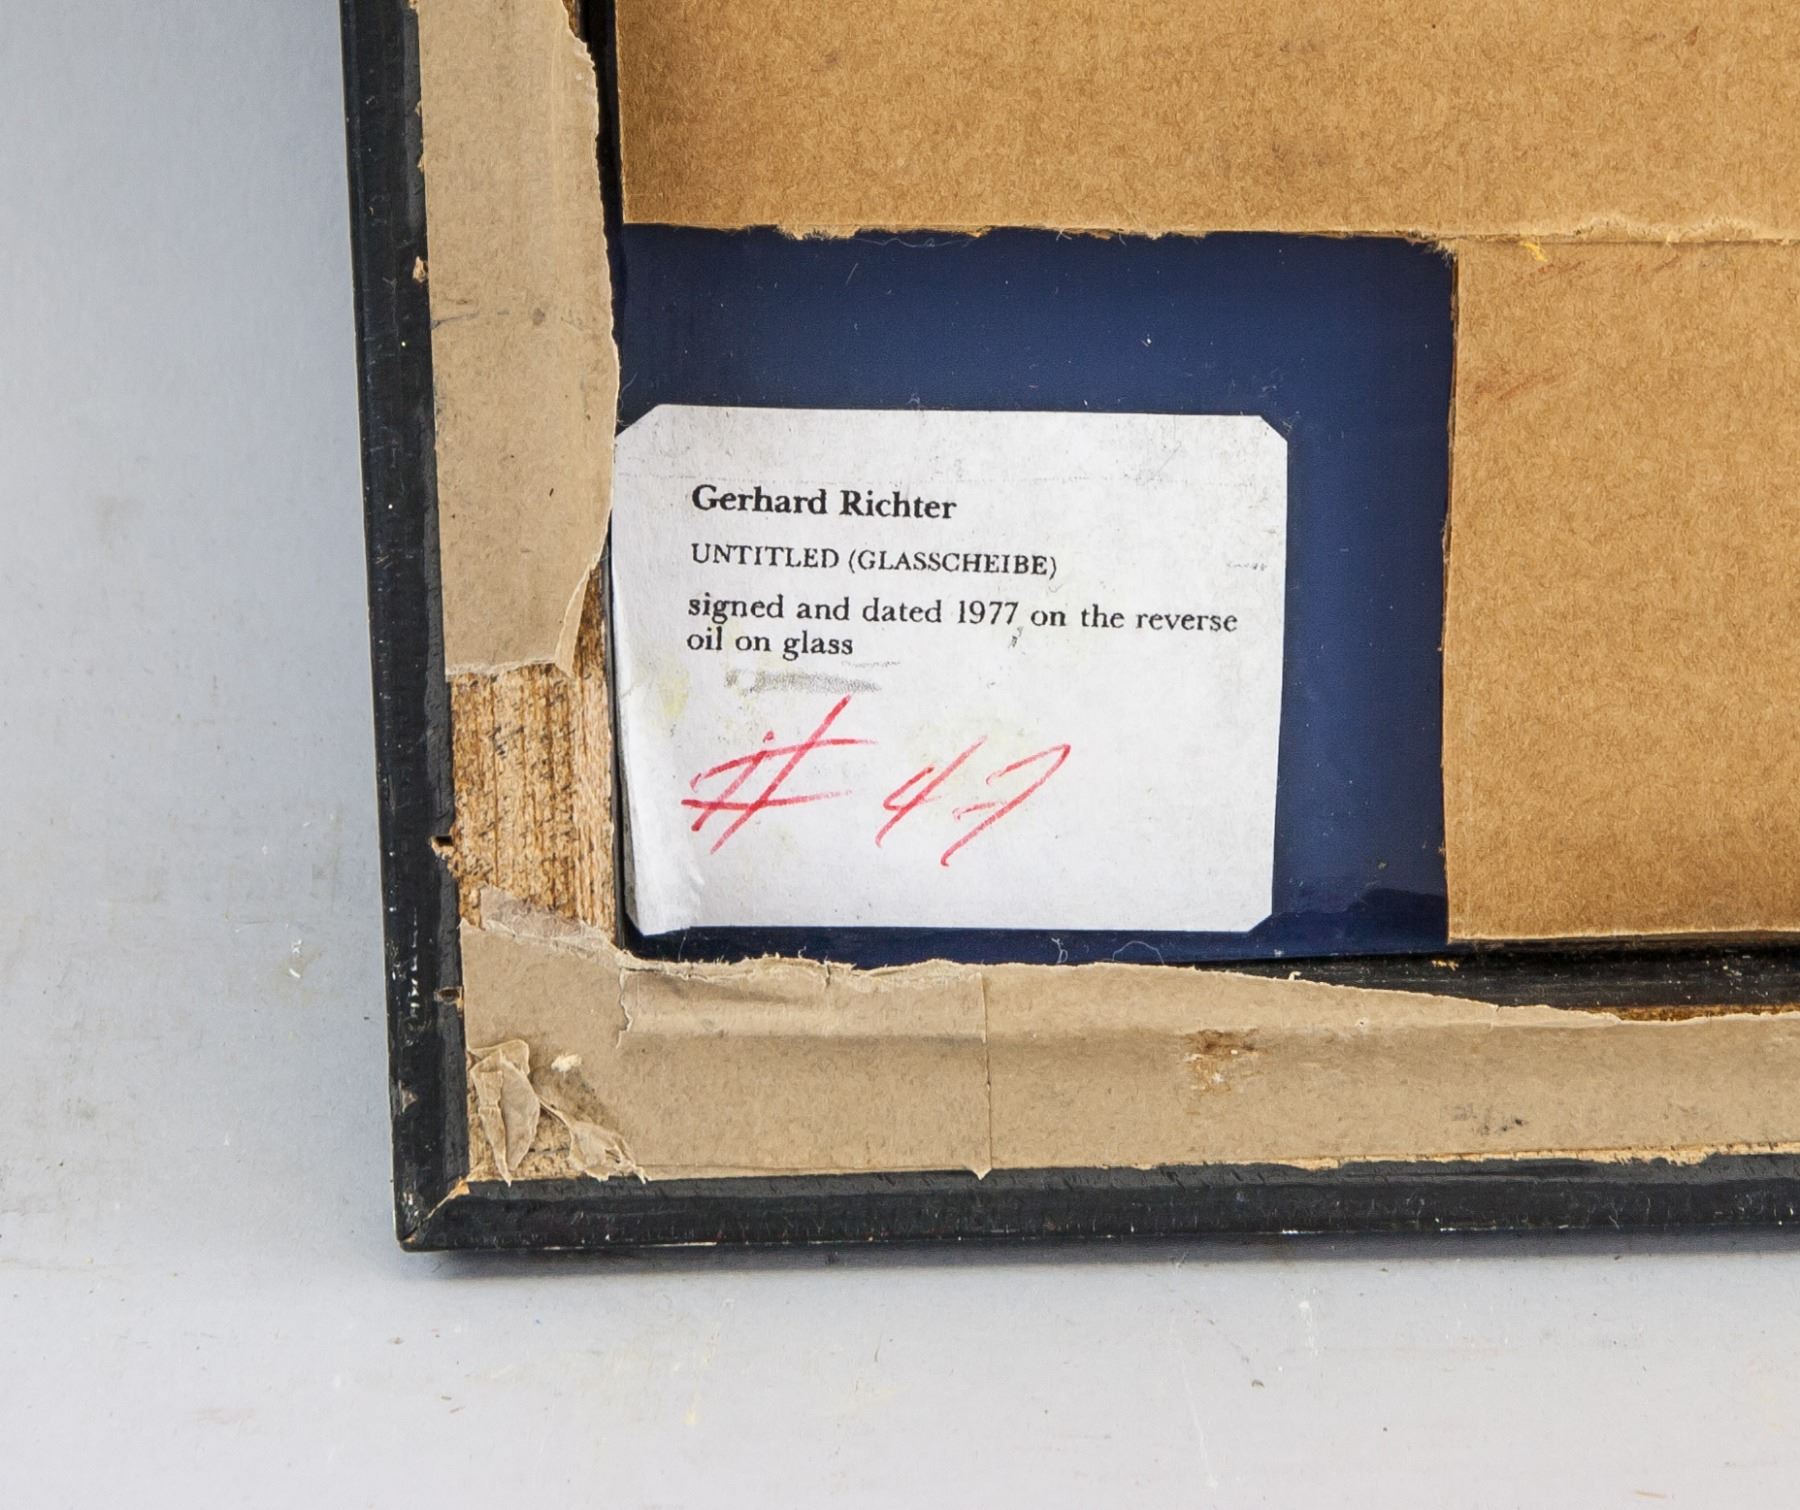 Gerhard Richter
UNTITLED (GLASSCHEIBE)
signed and dated 1977 on the reverse
oil on glass
# 47